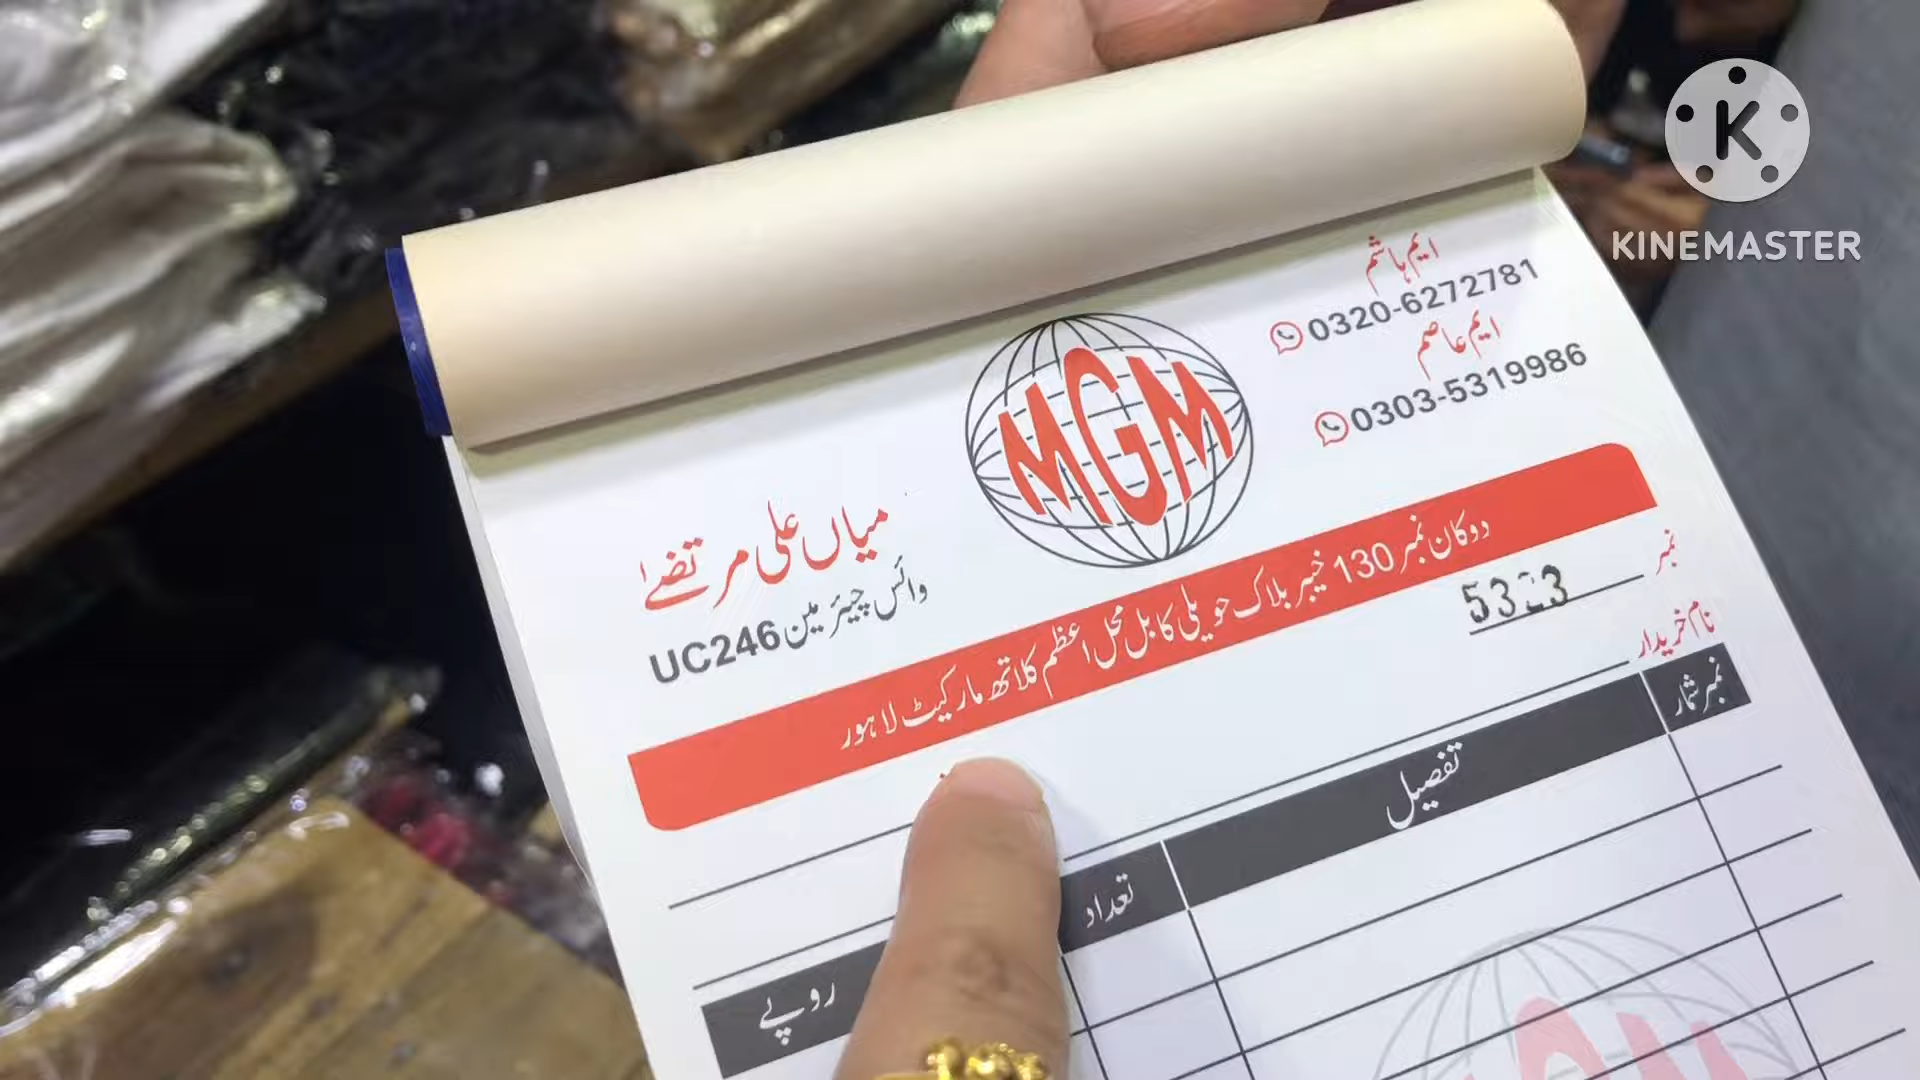 ایم ہاشم
0320-6272781
ایم عاصم
0303-5319986
MGM
میاں علی مرتضےٰ
وائس چیئرمین UC246
دوکان نمبر 130 خیبر بلاک حویلی کابل محل اعظم کلاتھ مارکیٹ لاہور
نمبر
نام خریدار
نمبر شمار
تفصیل
تعداد
روپے
K
KINEMASTER